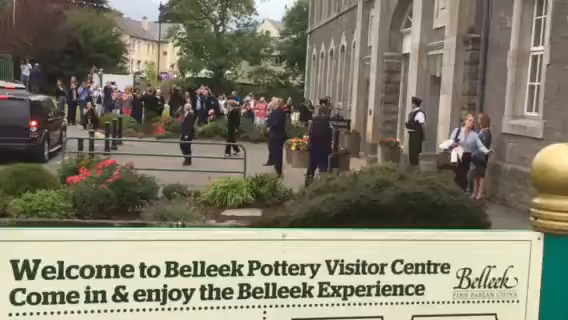 Welcome to Belleek Pottery Visitor Centre
Come in & enjoy the Belleek Experience
Belleek
FINE PARIAN CHINA